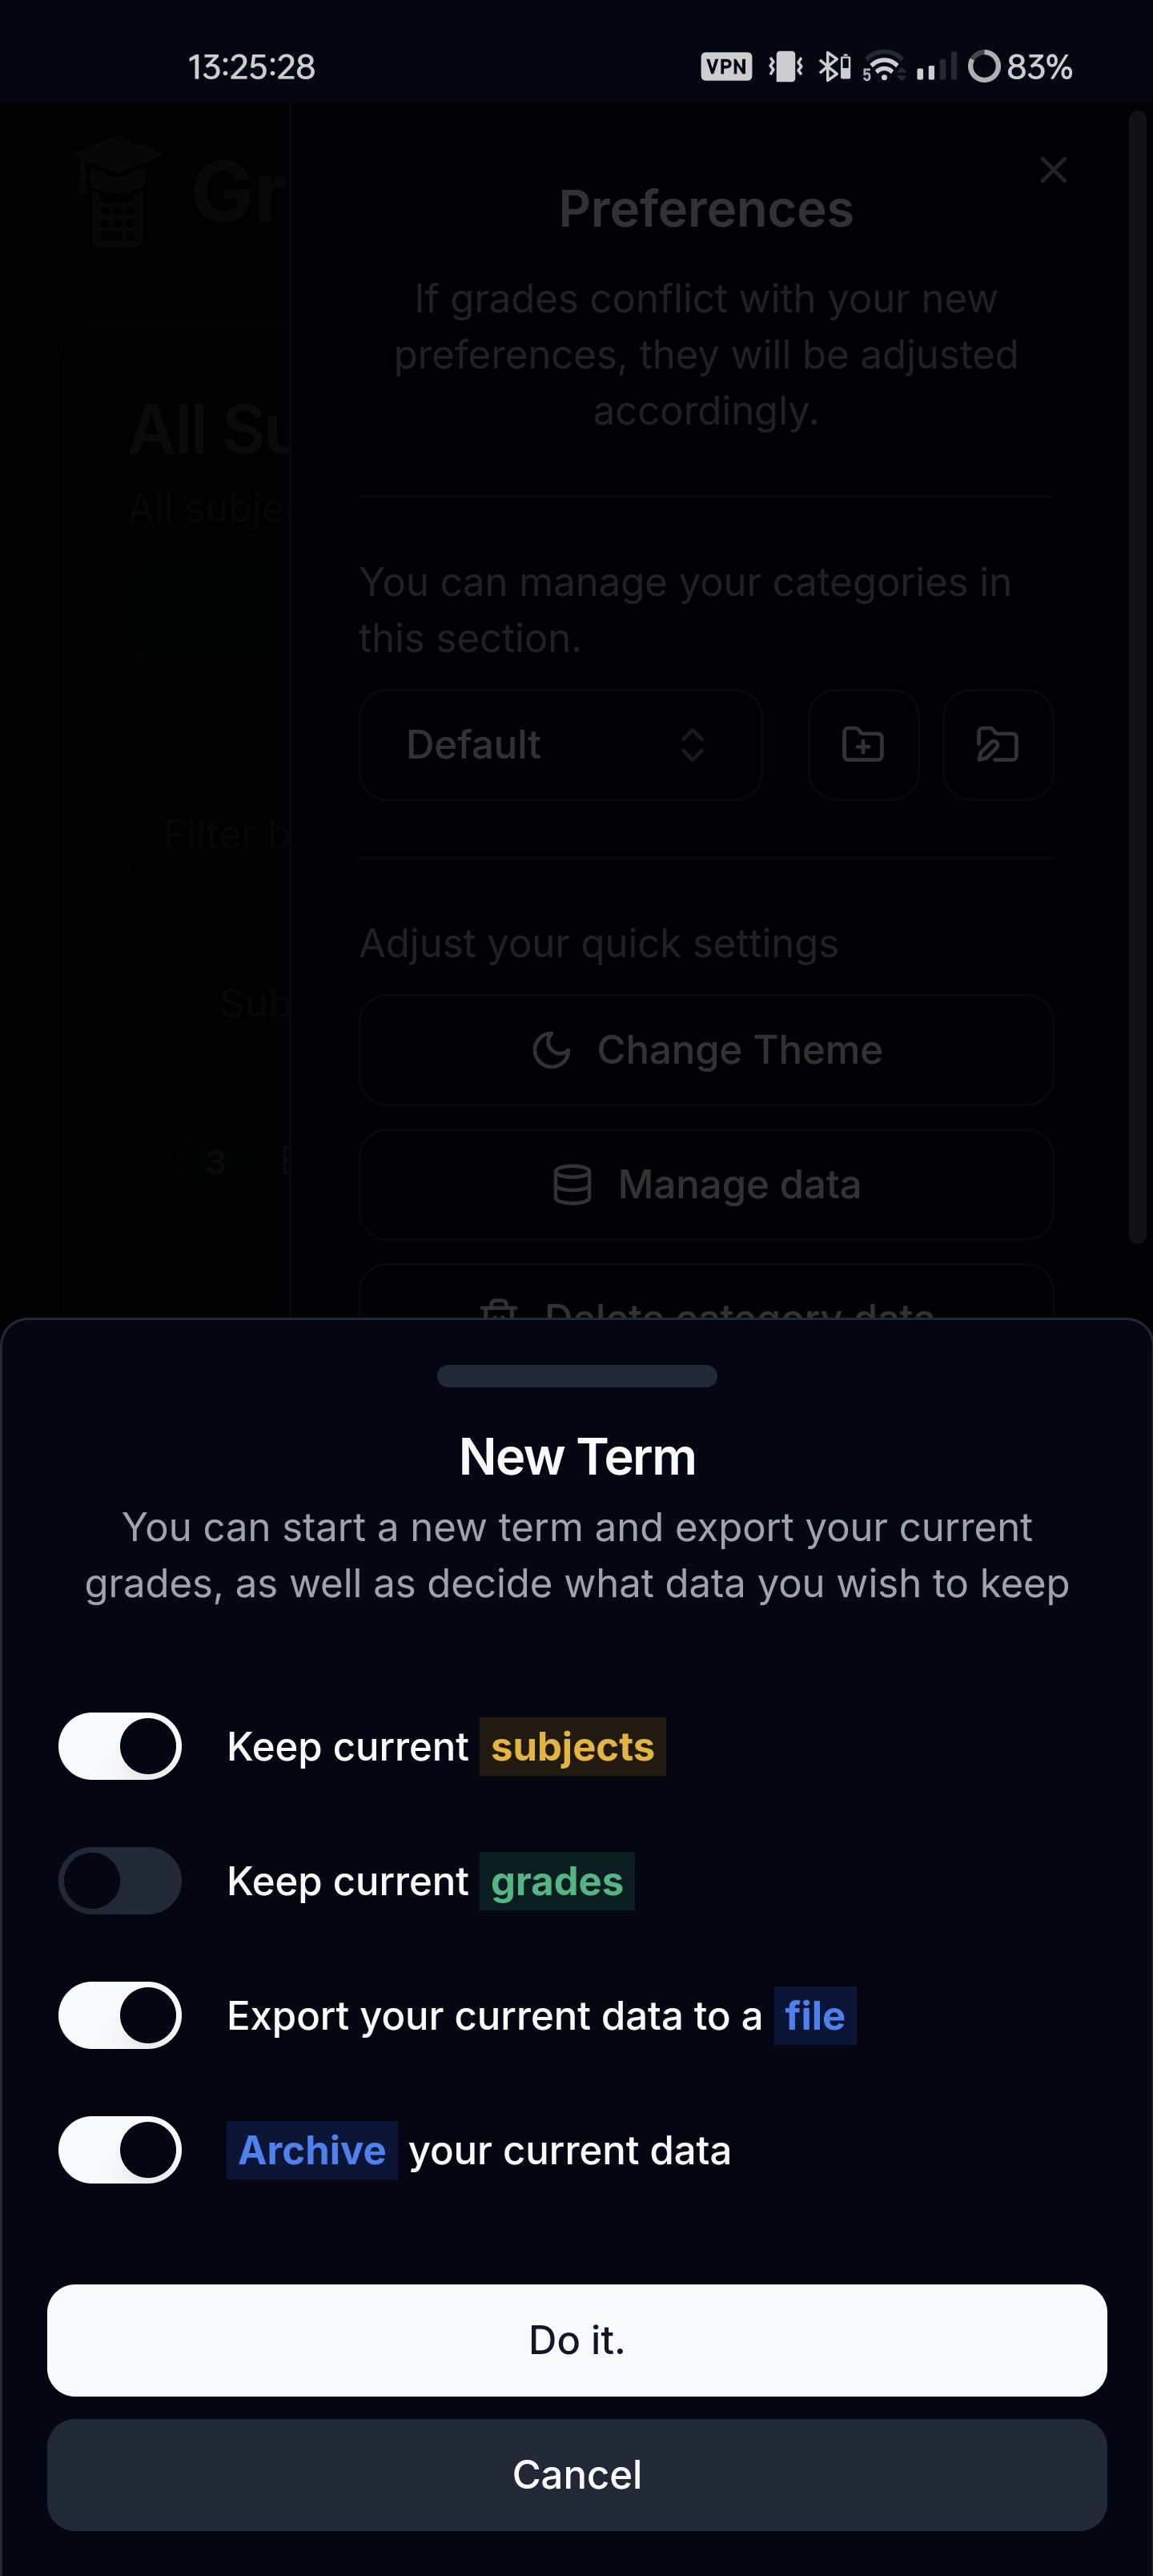 13:25:28
VPN
5
83%
Gr
Preferences
If grades conflict with your new
preferences, they will be adjusted
accordingly.
All Su
All subje
You can manage your categories in
this section.
Default
Filter b
Adjust your quick settings
Sub
Change Theme
3
Manage data
Delete category data
New Term
You can start a new term and export your current
grades, as well as decide what data you wish to keep
Keep current subjects
Keep current grades
Export your current data to a file
Archive your current data
Do it.
Cancel